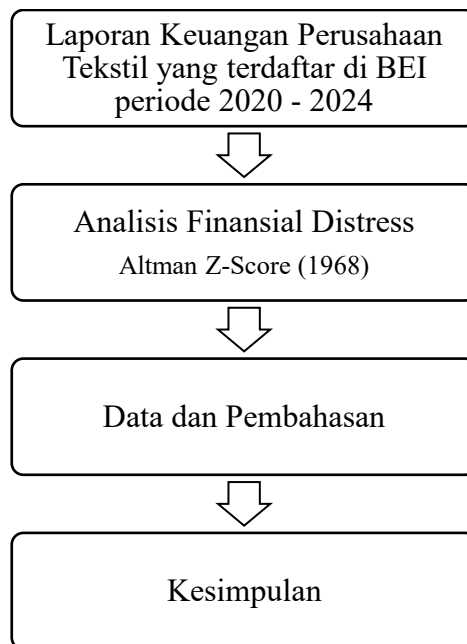 Laporan Keuangan Perusahaan
Tekstil yang terdaftar di BEI
periode 2020 - 2024
Analisis Finansial Distress
Altman Z-Score (1968)
Data dan Pembahasan
Kesimpulan